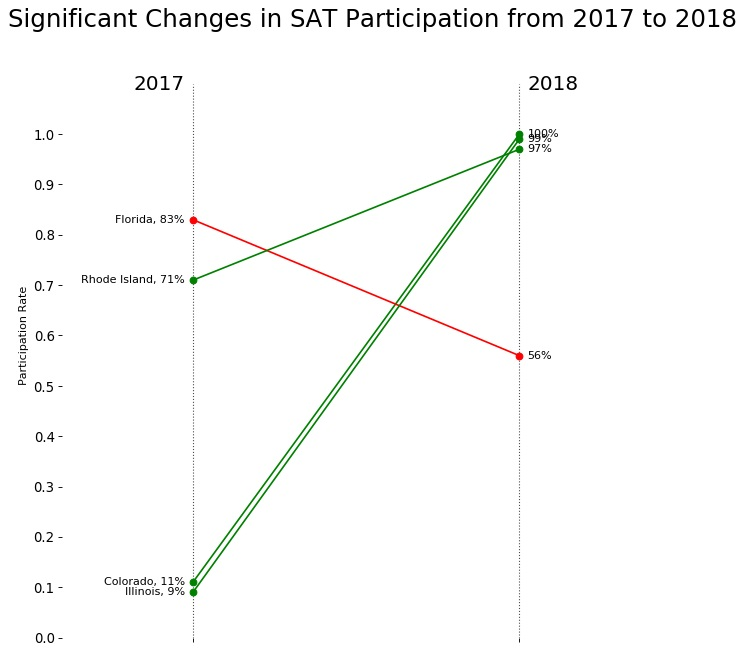 Significant Changes in SAT Participation from 2017 to 2018
2017
2018
1.0
100%
99%
97%
0.9
Florida, 83%
0.8
Rhode Island, 71%
0.7
Participation Rate
0.6
56%
0.5
0.4
0.3
0.2
Colorado, 11%
0.1
Illinois, 9%
0.0